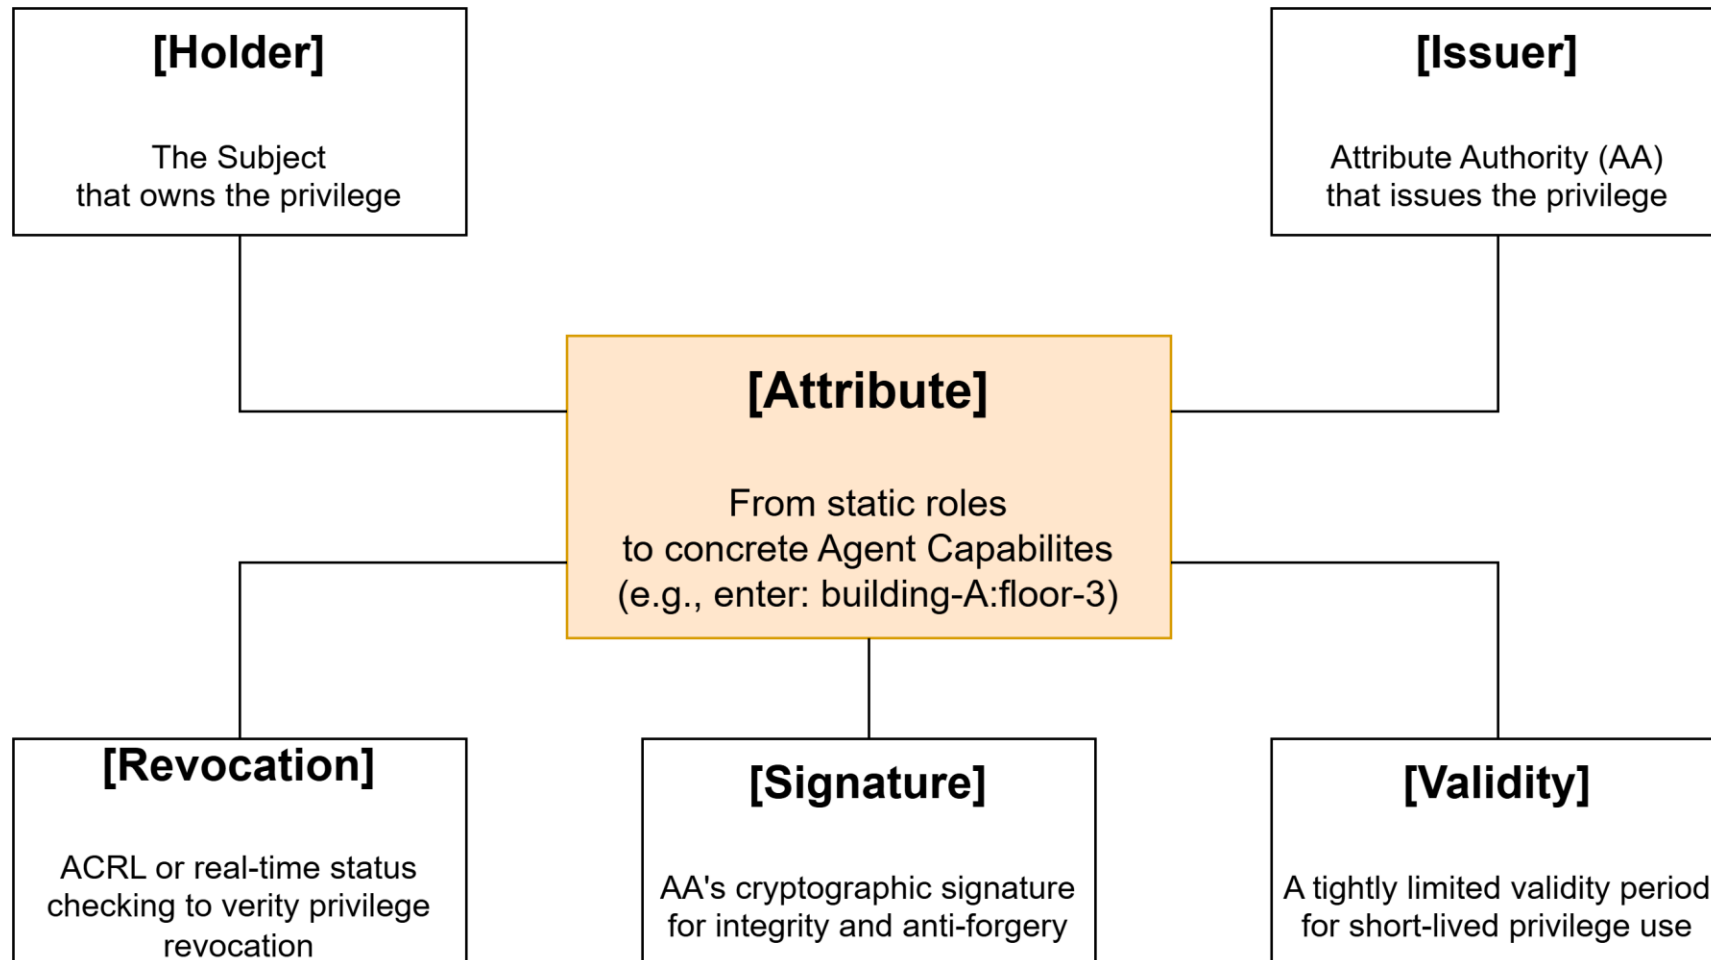 [Holder]
The Subject
that owns the privilege
[Issuer]
Attribute Authority (AA)
that issues the privilege
[Attribute]
From static roles
to concrete Agent Capabilites
(e.g., enter: building-A:floor-3)
[Revocation]
ACRL or real-time status
checking to verity privilege
revocation
[Signature]
AA's cryptographic signature
for integrity and anti-forgery
[Validity]
A tightly limited validity period
for short-lived privilege use